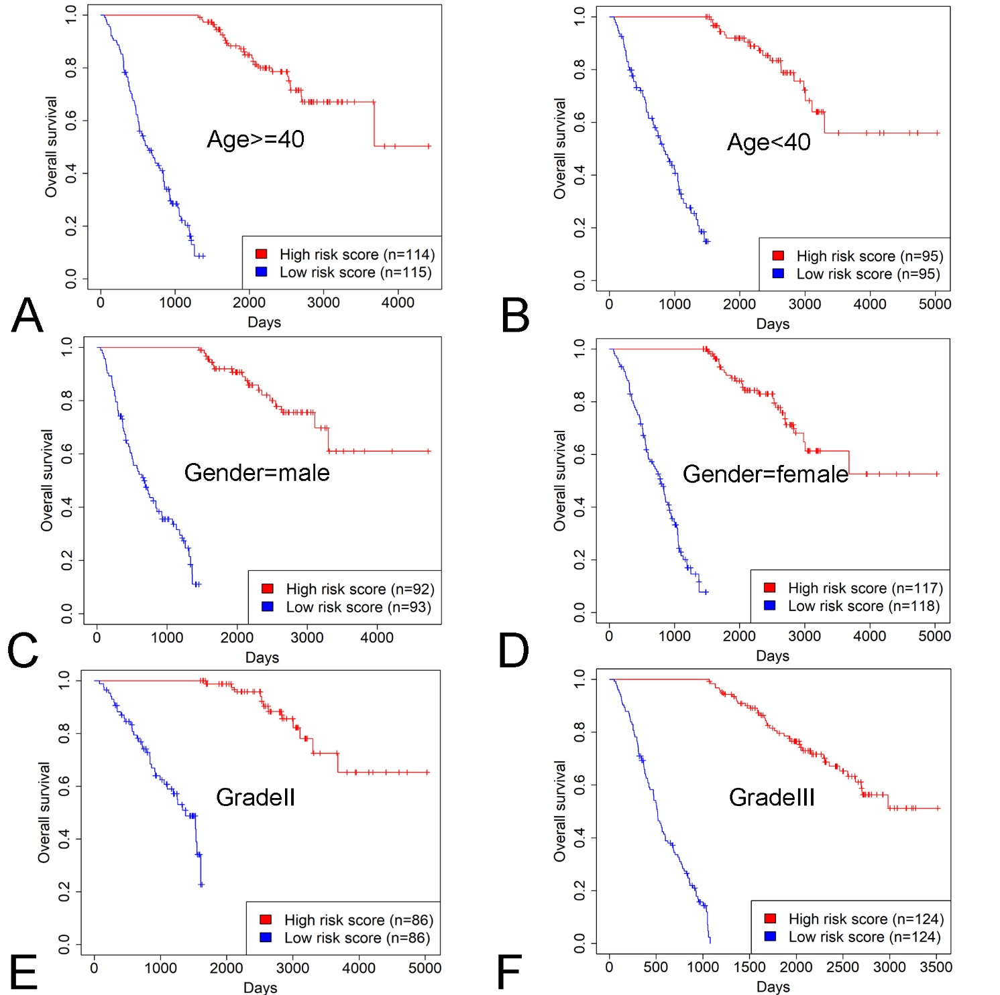 1.0
0.8
0.6
0.4
0.2
0.0
Overall survival
Age>=40
High risk score (n=114)
Low risk score (n=115)
0 1000 2000 3000 4000
Days
A
1.0
0.8
0.6
0.4
0.2
0.0
Overall survival
Age<40
High risk score (n=95)
Low risk score (n=95)
0 1000 2000 3000 4000 5000
Days
B
1.0
0.8
0.6
0.4
0.2
0.0
Overall survival
Gender=male
High risk score (n=92)
Low risk score (n=93)
0 1000 2000 3000 4000
Days
C
1.0
0.8
0.6
0.4
0.2
0.0
Overall survival
Gender=female
High risk score (n=117)
Low risk score (n=118)
0 1000 2000 3000 4000 5000
Days
D
1.0
0.8
0.6
0.4
0.2
0.0
Overall survival
GradeII
High risk score (n=86)
Low risk score (n=86)
0 1000 2000 3000 4000 5000
Days
E
1.0
0.8
0.6
0.4
0.2
0.0
Overall survival
GradeIII
High risk score (n=124)
Low risk score (n=124)
0 500 1000 1500 2000 2500 3000 3500
Days
F